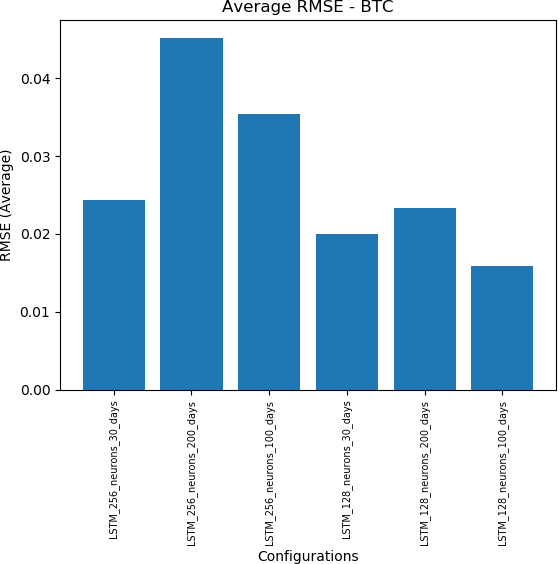 Average RMSE - BTC
RMSE (Average)
0.04
0.03
0.02
0.01
0.00
LSTM_256_neurons_30_days
LSTM_256_neurons_200_days
LSTM_256_neurons_100_days
LSTM_128_neurons_30_days
LSTM_128_neurons_200_days
LSTM_128_neurons_100_days
Configurations